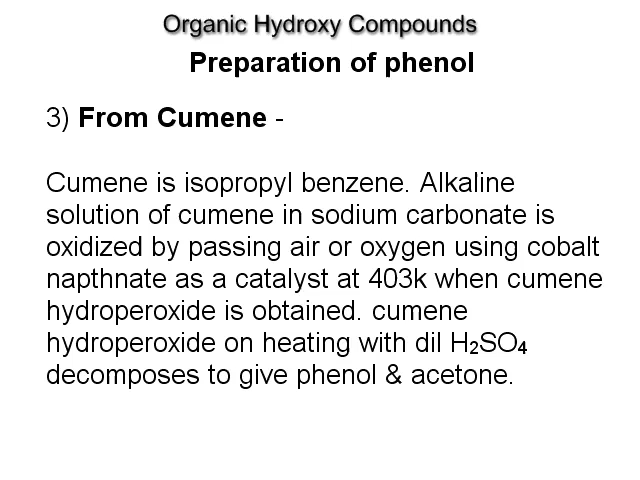 Organic Hydroxy Compounds
Preparation of phenol
3) From Cumene -
Cumene is isopropyl benzene. Alkaline
solution of cumene in sodium carbonate is
oxidized by passing air or oxygen using cobalt
napthnate as a catalyst at 403k when cumene
hydroperoxide is obtained. cumene
hydroperoxide on heating with dil H₂SO₄
decomposes to give phenol & acetone.